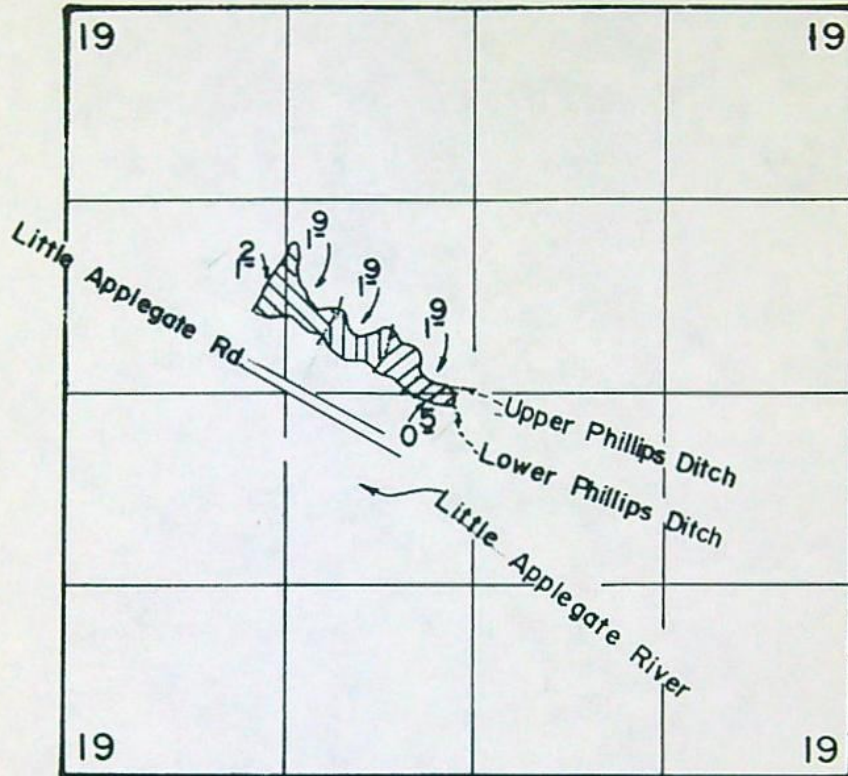 19
19
1.9
1.2
1.9
1.9
Little Applegate Rd
0.5
Upper Phillips Ditch
Lower Phillips Ditch
Little Applegate River
19
19